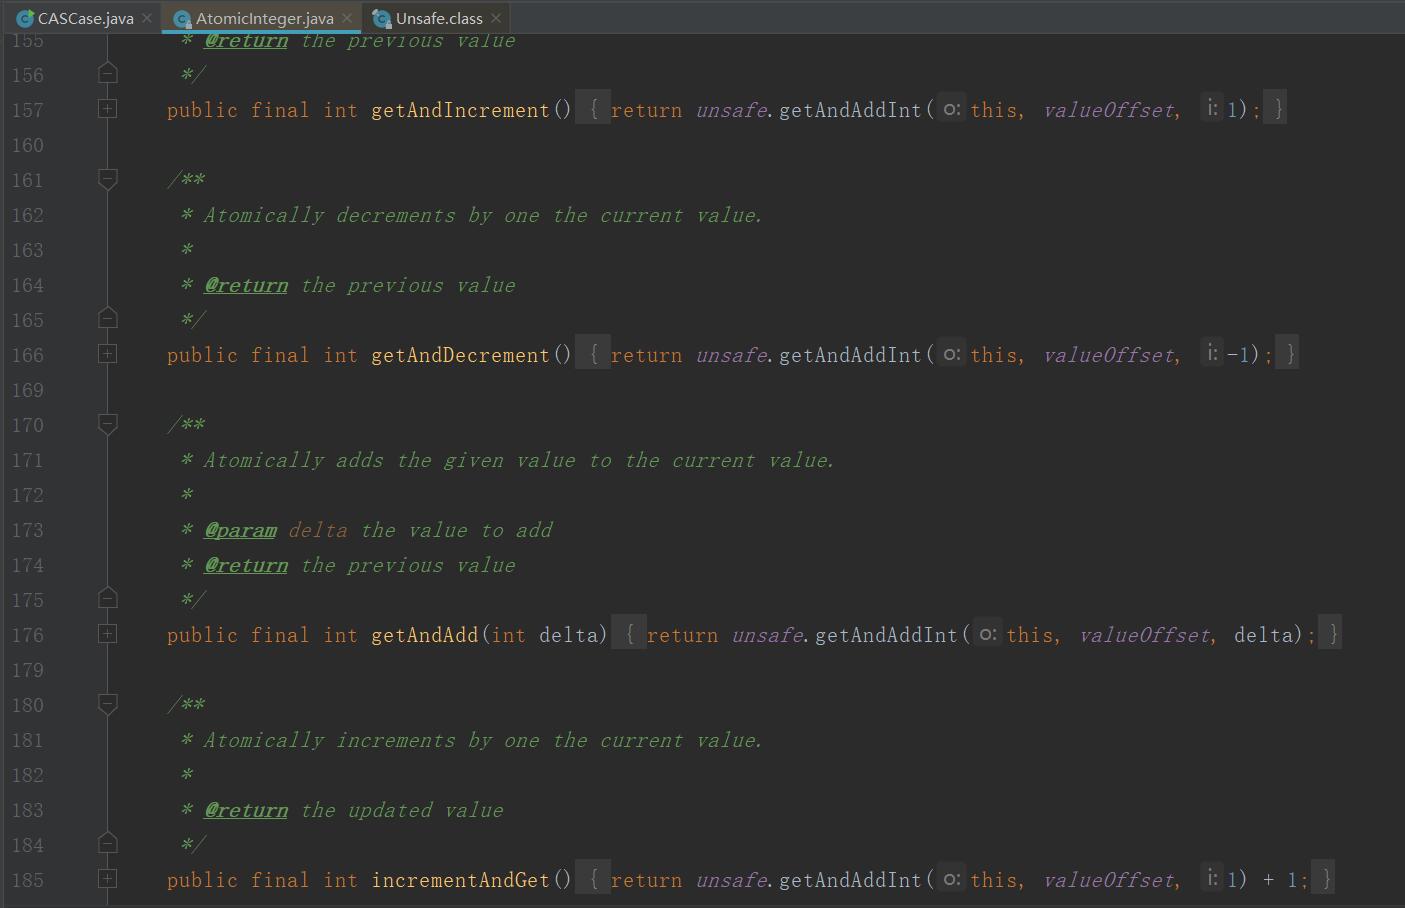 CASCase.java × AtomicInteger.java × Unsafe.class ×
155 * @return the previous value
156 */
157 public final int getAndIncrement() { return unsafe.getAndAddInt( o: this, valueOffset, i: 1); }
160
161 /**
162 * Atomically decrements by one the current value.
163 *
164 * @return the previous value
165 */
166 public final int getAndDecrement() { return unsafe.getAndAddInt( o: this, valueOffset, i: -1); }
169
170 /**
171 * Atomically adds the given value to the current value.
172 *
173 * @param delta the value to add
174 * @return the previous value
175 */
176 public final int getAndAdd(int delta) { return unsafe.getAndAddInt( o: this, valueOffset, delta); }
179
180 /**
181 * Atomically increments by one the current value.
182 *
183 * @return the updated value
184 */
185 public final int incrementAndGet() { return unsafe.getAndAddInt( o: this, valueOffset, i: 1) + 1; }